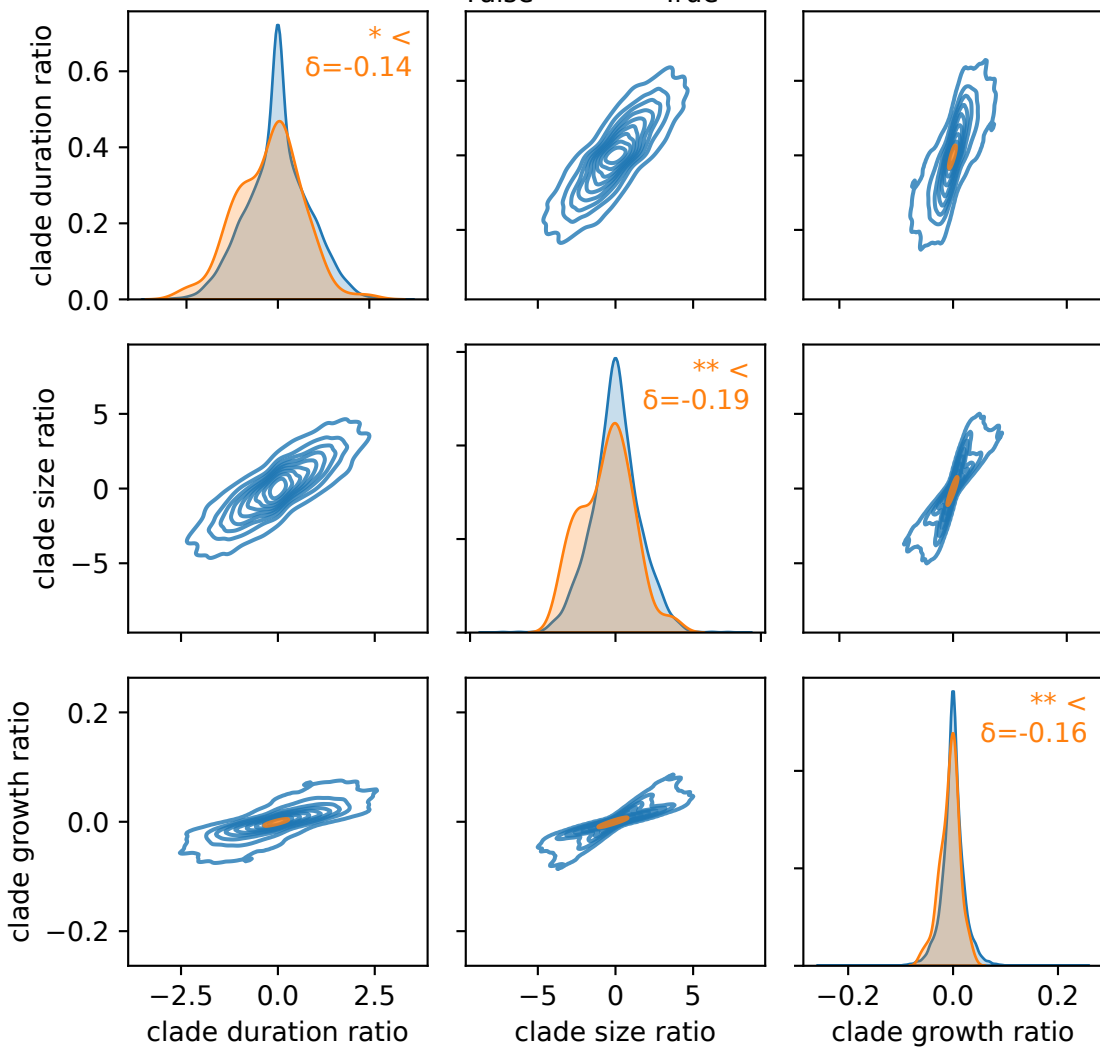 * <
δ=-0.14
clade duration ratio
0.6
0.4
0.2
0.0
** <
δ=-0.19
clade size ratio
5
0
−5
** <
δ=-0.16
clade growth ratio
0.2
0.0
−0.2
−2.5 0.0 2.5
−5 0 5
−0.2 0.0 0.2
clade duration ratio
clade size ratio
clade growth ratio